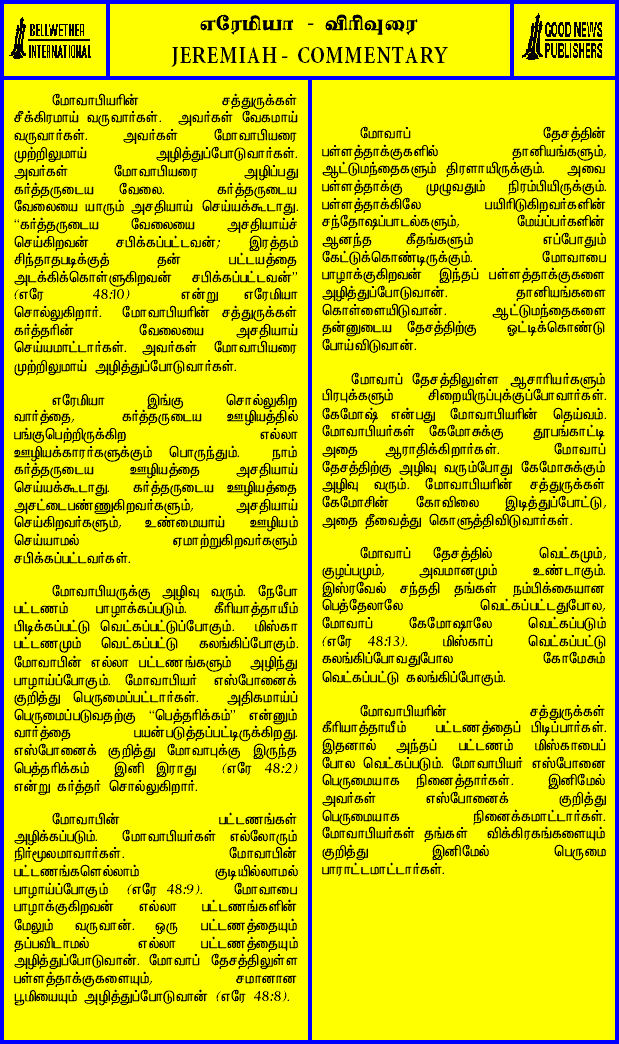 BELLWETHER
INTERNATIONAL
எரேமியா - விரிவுரை
JEREMIAH - COMMENTARY
GOOD NEWS
PUBLISHERS
மோவாபியரின் சத்துருக்கள்
சீக்கிரமாய் வருவார்கள். அவர்கள் வேகமாய்
வருவார்கள். அவர்கள் மோவாபியரை
முற்றிலுமாய் அழித்துப்போடுவார்கள்.
அவர்கள் மோவாபியரை அழிப்பது
கர்த்தருடைய வேலை. கர்த்தருடைய
வேலையை யாரும் அசதியாய் செய்யக்கூடாது.
“கர்த்தருடைய வேலையை அசதியாய்ச்
செய்கிறவன் சபிக்கப்பட்டவன்; இரத்தம்
சிந்தாதபடிக்குத் தன் பட்டயத்தை
அடக்கிக்கொள்ளுகிறவன் சபிக்கப்பட்டவன்”
(எரே 48:10) என்று எரேமியா
சொல்லுகிறார். மோவாபியரின் சத்துருக்கள்
கர்த்தரின் வேலையை அசதியாய்
செய்யமாட்டார்கள். அவர்கள் மோவாபியரை
முற்றிலுமாய் அழித்துப்போடுவார்கள்.
எரேமியா இங்கு சொல்லுகிற
வார்த்தை, கர்த்தருடைய ஊழியத்தில்
பங்குபெற்றிருக்கிற எல்லா
ஊழியக்காரர்களுக்கும் பொருந்தும். நாம்
கர்த்தருடைய ஊழியத்தை அசதியாய்
செய்யக்கூடாது. கர்த்தருடைய ஊழியத்தை
அசட்டைபண்ணுகிறவர்களும், அசதியாய்
செய்கிறவர்களும், உண்மையாய் ஊழியம்
செய்யாமல் ஏமாற்றுகிறவர்களும்
சபிக்கப்பட்டவர்கள்.
மோவாபியருக்கு அழிவு வரும். நேபோ
பட்டணம் பாழாக்கப்படும். கீரியாத்தாயீம்
பிடிக்கப்பட்டு வெட்கப்பட்டுப்போகும். மிஸ்கா
பட்டணமும் வெட்கப்பட்டு கலங்கிப்போகும்.
மோவாபின் எல்லா பட்டணங்களும் அழிந்து
பாழாய்ப்போகும். மோவாபியர் எஸ்போனைக்
குறித்து பெருமைப்பட்டார்கள். அதிகமாய்ப்
பெருமைப்படுவதற்கு “பெத்தரிக்கம்” என்னும்
வார்த்தை பயன்படுத்தப்பட்டிருக்கிறது.
எஸ்போனைக் குறித்து மோவாபுக்கு இருந்த
பெத்தரிக்கம் இனி இராது (எரே 48:2)
என்று கர்த்தர் சொல்லுகிறார்.
மோவாபின் பட்டணங்கள்
அழிக்கப்படும். மோவாபியர்கள் எல்லோரும்
நிர்மூலமாவார்கள். மோவாபின்
பட்டணங்களெல்லாம் குடியில்லாமல்
பாழாய்ப்போகும் (எரே 48:9). மோவாபை
பாழாக்குகிறவன் எல்லா பட்டணங்களின்
மேலும் வருவான். ஒரு பட்டணத்தையும்
தப்பவிடாமல் எல்லா பட்டணத்தையும்
அழித்துப்போடுவான். மோவாப் தேசத்திலுள்ள
பள்ளத்தாக்குகளையும், சமானான
பூமியையும் அழித்துப்போடுவான் (எரே 48:8).
மோவாப் தேசத்தின்
பள்ளத்தாக்குகளில் தானியங்களும்,
ஆட்டுமந்தைகளும் திரளாயிருக்கும். அவை
பள்ளத்தாக்கு முழுவதும் நிரம்பியிருக்கும்.
பள்ளத்தாக்கிலே பயிரிடுகிறவர்களின்
சந்தோஷப்பாடல்களும், மேய்ப்பர்களின்
ஆனந்த கீதங்களும் எப்போதும்
கேட்டுக்கொண்டிருக்கும். மோவாபை
பாழாக்குகிறவன் இந்தப் பள்ளத்தாக்குகளை
அழித்துப்போடுவான். தானியங்களை
கொள்ளையிடுவான். ஆட்டுமந்தைகளை
தன்னுடைய தேசத்திற்கு ஓட்டிக்கொண்டு
போய்விடுவான்.
மோவாப் தேசத்திலுள்ள ஆசாரியர்களும்
பிரபுக்களும் சிறையிருப்புக்குப்போவார்கள்.
கேமோஷ் என்பது மோவாபியரின் தெய்வம்.
மோவாபியர்கள் கேமோசுக்கு தூபங்காட்டி
அதை ஆராதிக்கிறார்கள். மோவாப்
தேசத்திற்கு அழிவு வரும்போது கேமோசுக்கும்
அழிவு வரும். மோவாபியரின் சத்துருக்கள்
கேமோசின் கோவிலை இடித்துப்போட்டு,
அதை தீவைத்து கொளுத்திவிடுவார்கள்.
மோவாப் தேசத்தில் வெட்கமும்,
குழப்பமும், அவமானமும் உண்டாகும்.
இஸ்ரவேல் சந்ததி தங்கள் நம்பிக்கையான
பெத்தேலாலே வெட்கப்பட்டதுபோல,
மோவாப் கேமோஷாலே வெட்கப்படும்
(எரே 48:13). மிஸ்காப் வெட்கப்பட்டு
கலங்கிப்போவதுபோல கோமேசும்
வெட்கப்பட்டு கலங்கிப்போகும்.
மோவாபியரின் சத்துருக்கள்
கீரியாத்தாயீம் பட்டணத்தைப் பிடிப்பார்கள்.
இதனால் அந்தப் பட்டணம் மிஸ்காபைப்
போல வெட்கப்படும். மோவாபியர் எஸ்போனை
பெருமையாக நினைத்தார்கள். இனிமேல்
அவர்கள் எஸ்போனைக் குறித்து
பெருமையாக நினைக்கமாட்டார்கள்.
மோவாபியர்கள் தங்கள் விக்கிரகங்களையும்
குறித்து இனிமேல் பெருமை
பாராட்டமாட்டார்கள்.